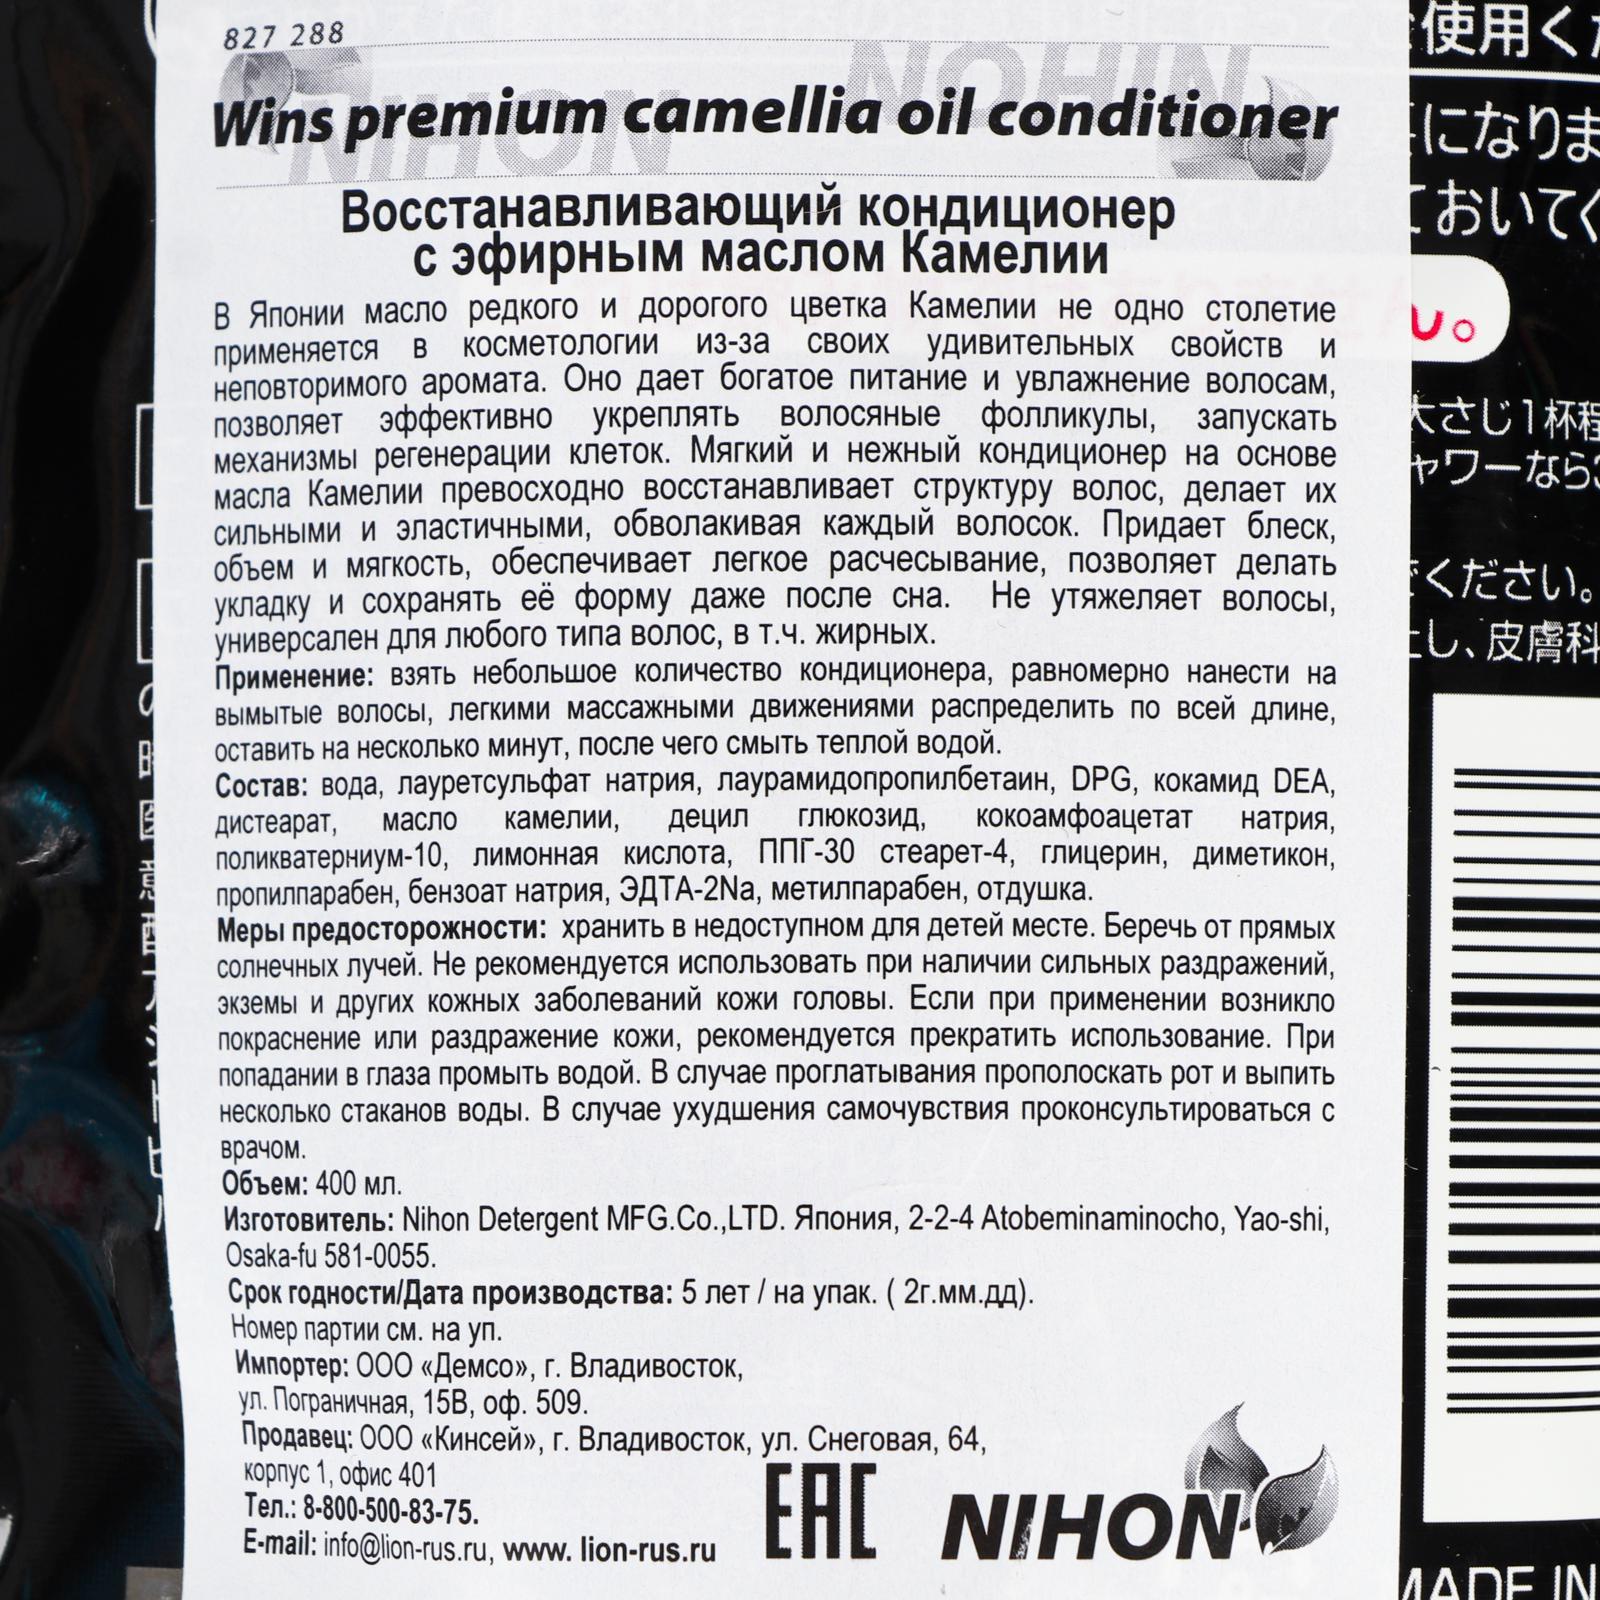 827 288
NIHON
NIHON
Wins premium camellia oil conditioner
Восстанавливающий кондиционер
с эфирным маслом Камелии
В Японии масло редкого и дорогого цветка Камелии не одно столетие
применяется в косметологии из-за своих удивительных свойств и
неповторимого аромата. Оно дает богатое питание и увлажнение волосам,
позволяет эффективно укреплять волосяные фолликулы, запускать
механизмы регенерации клеток. Мягкий и нежный кондиционер на основе
масла Камелии превосходно восстанавливает структуру волос, делает их
сильными и эластичными, обволакивая каждый волосок. Придает блеск,
объем и мягкость, обеспечивает легкое расчесывание, позволяет делать
укладку и сохранять её форму даже после сна. Не утяжеляет волосы,
универсален для любого типа волос, в т.ч. жирных.
Применение: взять небольшое количество кондиционера, равномерно нанести на
вымытые волосы, легкими массажными движениями распределить по всей длине,
оставить на несколько минут, после чего смыть теплой водой.
Состав: вода, лауретсульфат натрия, лаурамидопропилбетаин, DPG, кокамид DEA,
дистеарат, масло камелии, децил глюкозид, кокоамфоацетат натрия,
поликватерниум-10, лимонная кислота, ППГ-30 стеарет-4, глицерин, диметикон,
пропилпарабен, бензоат натрия, ЭДТА-2Na, метилпарабен, отдушка.
Меры предосторожности: хранить в недоступном для детей месте. Беречь от прямых
солнечных лучей. Не рекомендуется использовать при наличии сильных раздражений,
экземы и других кожных заболеваний кожи головы. Если при применении возникло
покраснение или раздражение кожи, рекомендуется прекратить использование. При
попадании в глаза промыть водой. В случае проглатывания прополоскать рот и выпить
несколько стаканов воды. В случае ухудшения самочувствия проконсультироваться с
врачом.
Объем: 400 мл.
Изготовитель: Nihon Detergent MFG.Co.,LTD. Япония, 2-2-4 Atobeminaminocho, Yao-shi,
Osaka-fu 581-0055.
Срок годности/Дата производства: 5 лет / на упак. ( 2г.мм.дд).
Номер партии см. на уп.
Импортер: ООО «Демсо», г. Владивосток,
ул. Пограничная, 15В, оф. 509.
Продавец: ООО «Кинсей», г. Владивосток, ул. Снеговая, 64,
корпус 1, офис 401
Тел.: 8-800-500-83-75.
E-mail: info@lion-rus.ru, www. lion-rus.ru
EAC
NIHON
使用く
になりま
おいてく
ん。
大さじ1杯程
ャワーなら3
ください。
し、皮膚科
MADE IN